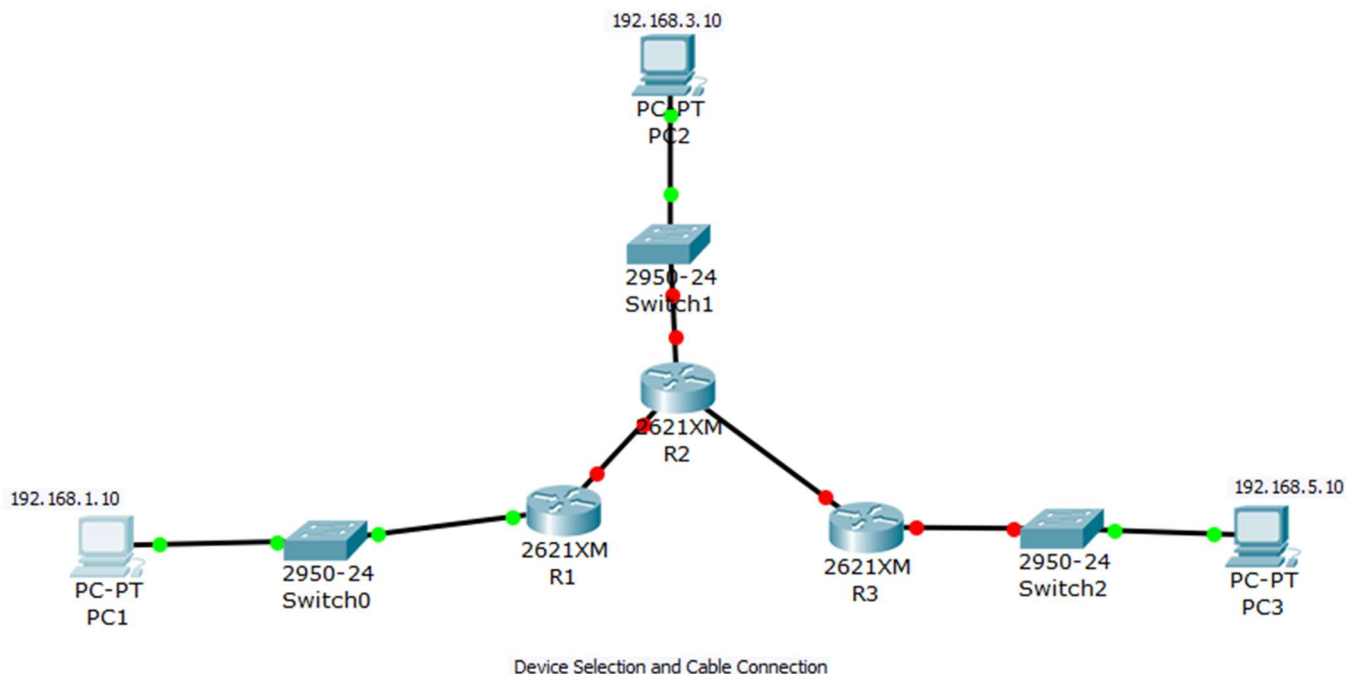 192.168.3.10
PC-PT
PC2
2950-24
Switch1
2621XM
R2
192.168.1.10
PC-PT
PC1
2950-24
Switch0
2621XM
R1
2621XM
R3
2950-24
Switch2
192.168.5.10
PC-PT
PC3
Device Selection and Cable Connection